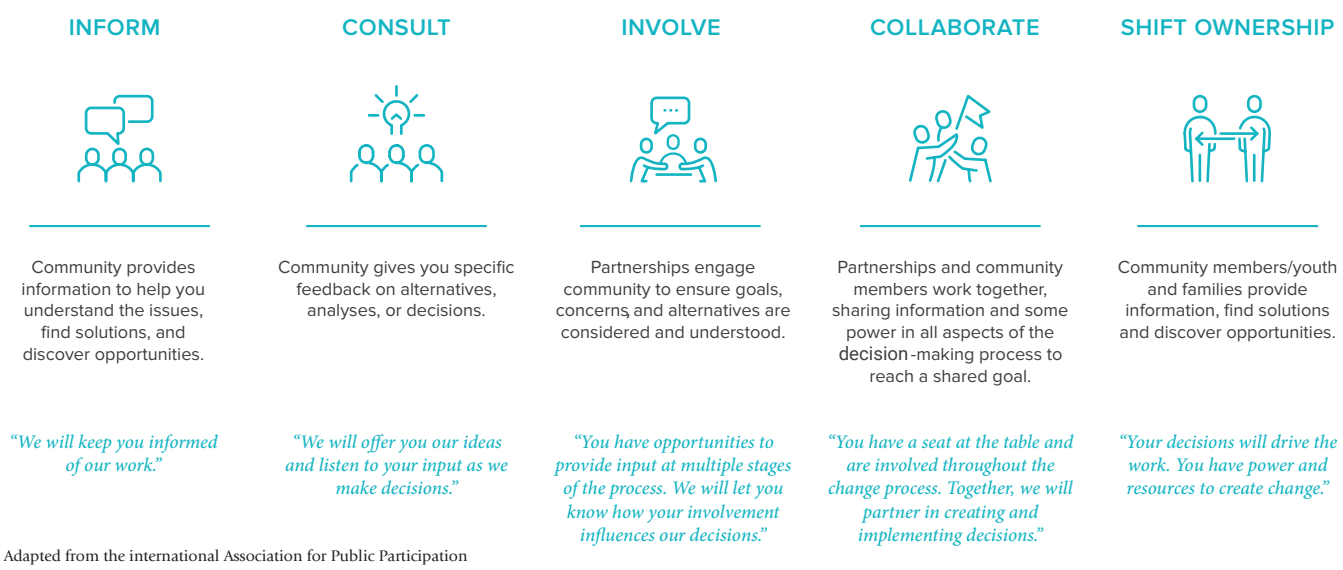 INFORM
Community provides
information to help you
understand the issues,
find solutions, and
discover opportunities.
“We will keep you informed
of our work.”
CONSULT
Community gives you specific
feedback on alternatives,
analyses, or decisions.
“We will offer you our ideas
and listen to your input as we
make decisions.”
INVOLVE
Partnerships engage
community to ensure goals,
concerns, and alternatives are
considered and understood.
“You have opportunities to
provide input at multiple stages
of the process. We will let you
know how your involvement
influences our decisions.”
COLLABORATE
Partnerships and community
members work together,
sharing information and some
power in all aspects of the
decision-making process to
reach a shared goal.
“You have a seat at the table and
are involved throughout the
change process. Together, we will
partner in creating and
implementing decisions.”
SHIFT OWNERSHIP
Community members/youth
and families provide
information, find solutions
and discover opportunities.
“Your decisions will drive the
work. You have power and
resources to create change.”
Adapted from the international Association for Public Participation